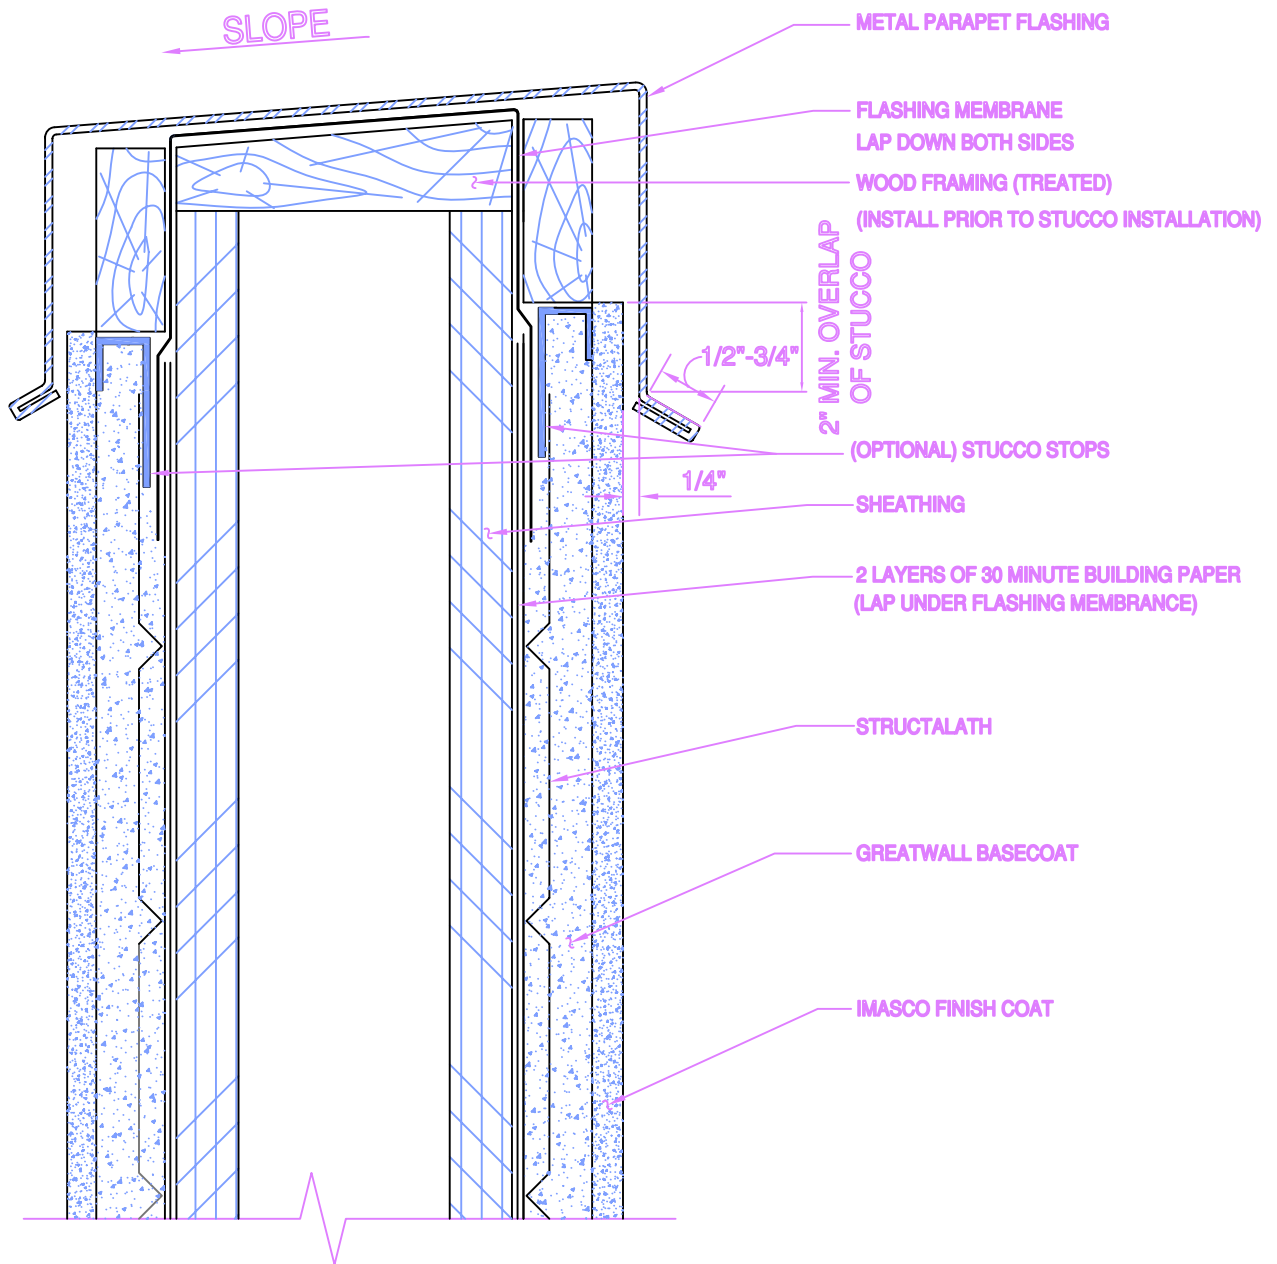 SLOPE
METAL PARAPET FLASHING
FLASHING MEMBRANE
LAP DOWN BOTH SIDES
WOOD FRAMING (TREATED)
(INSTALL PRIOR TO STUCCO INSTALLATION)
2" MIN. OVERLAP
OF STUCCO
1/2"-3/4"
(OPTIONAL) STUCCO STOPS
1/4"
SHEATHING
2 LAYERS OF 30 MINUTE BUILDING PAPER
(LAP UNDER FLASHING MEMBRANCE)
STRUCTALATH
GREATWALL BASECOAT
IMASCO FINISH COAT